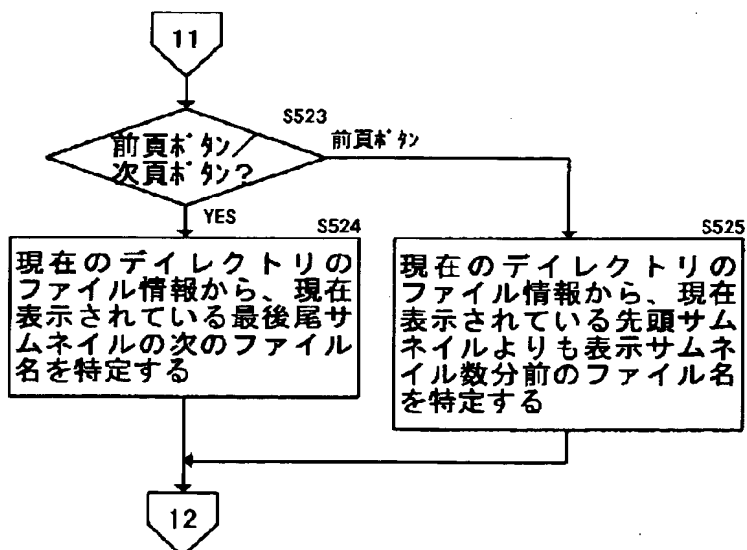 11
S523
前頁ボタン／
次頁ボタン？
前頁ボタン
YES
S524
現在のデイレクトリの
ファイル情報から、現在
表示されている最後尾サ
ムネイルの次のファイル
名を特定する
S525
現在のデイレクトリの
ファイル情報から、現在
表示されている先頭サム
ネイルよりも表示サムネ
イル数分前のファイル名
を特定する
12